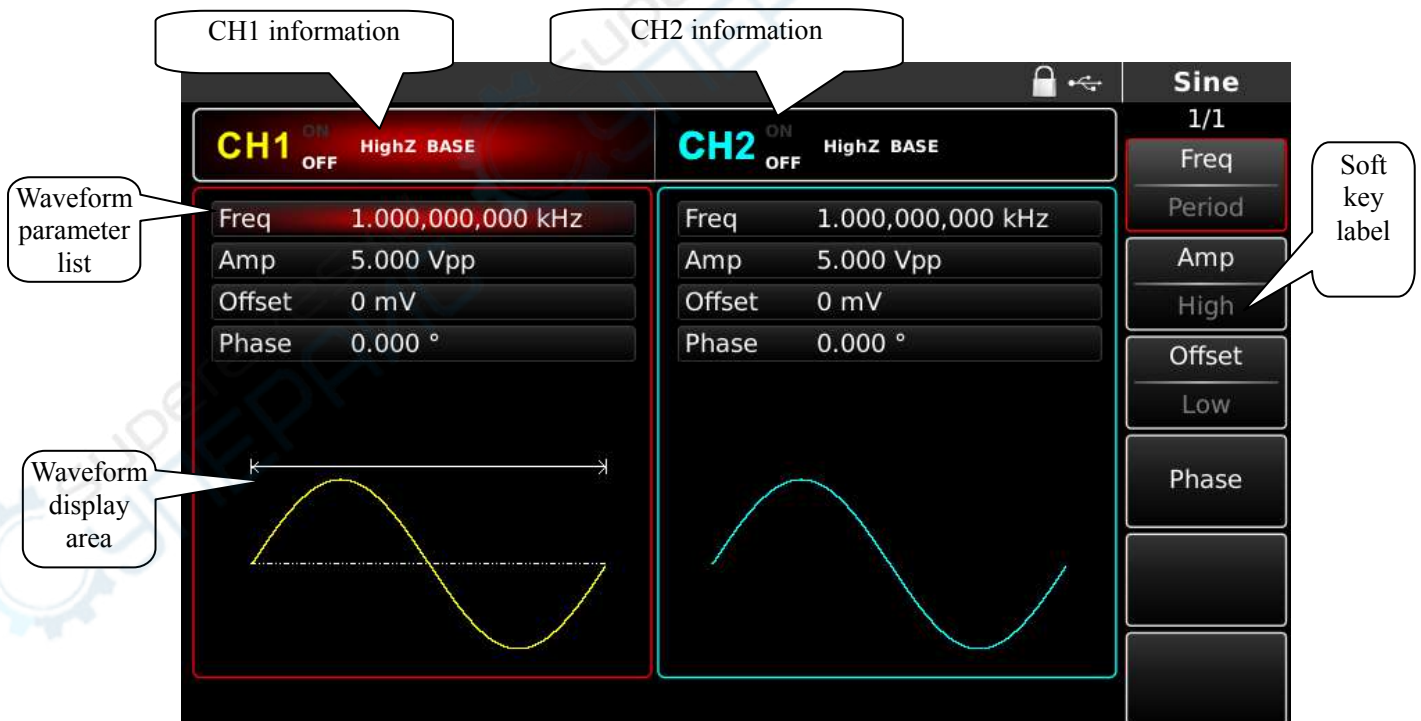 CH1 information
CH2 information
Sine
1/1
CH1 ON OFF HighZ BASE
CH2 ON OFF HighZ BASE
Freq
Period
Soft
key
label
Waveform
parameter
list
Freq 1.000,000,000 kHz
Amp 5.000 Vpp
Offset 0 mV
Phase 0.000 °
Freq 1.000,000,000 kHz
Amp 5.000 Vpp
Offset 0 mV
Phase 0.000 °
Amp
High
Offset
Low
Phase
Waveform
display
area